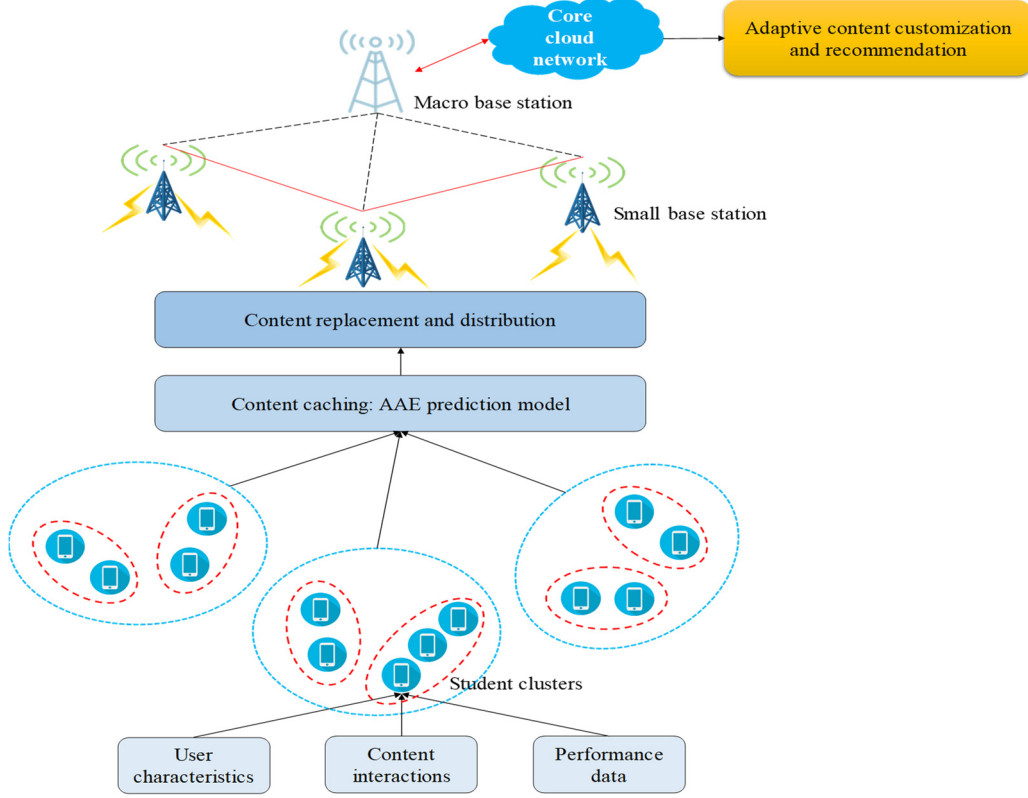 Core
cloud
network
Adaptive content customization
and recommendation
Macro base station
Small base station
Content replacement and distribution
Content caching: AAE prediction model
Student clusters
User
characteristics
Content
interactions
Performance
data